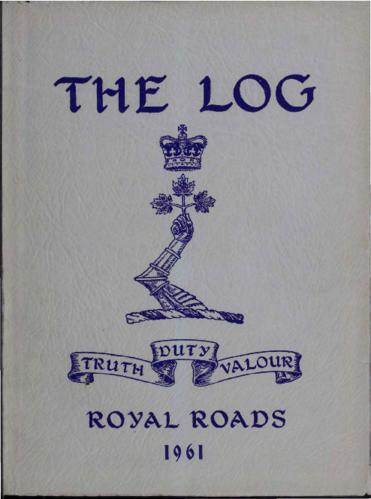 THE LOG
TRUTH DUTY VALOUR
ROYAL ROADS
1961